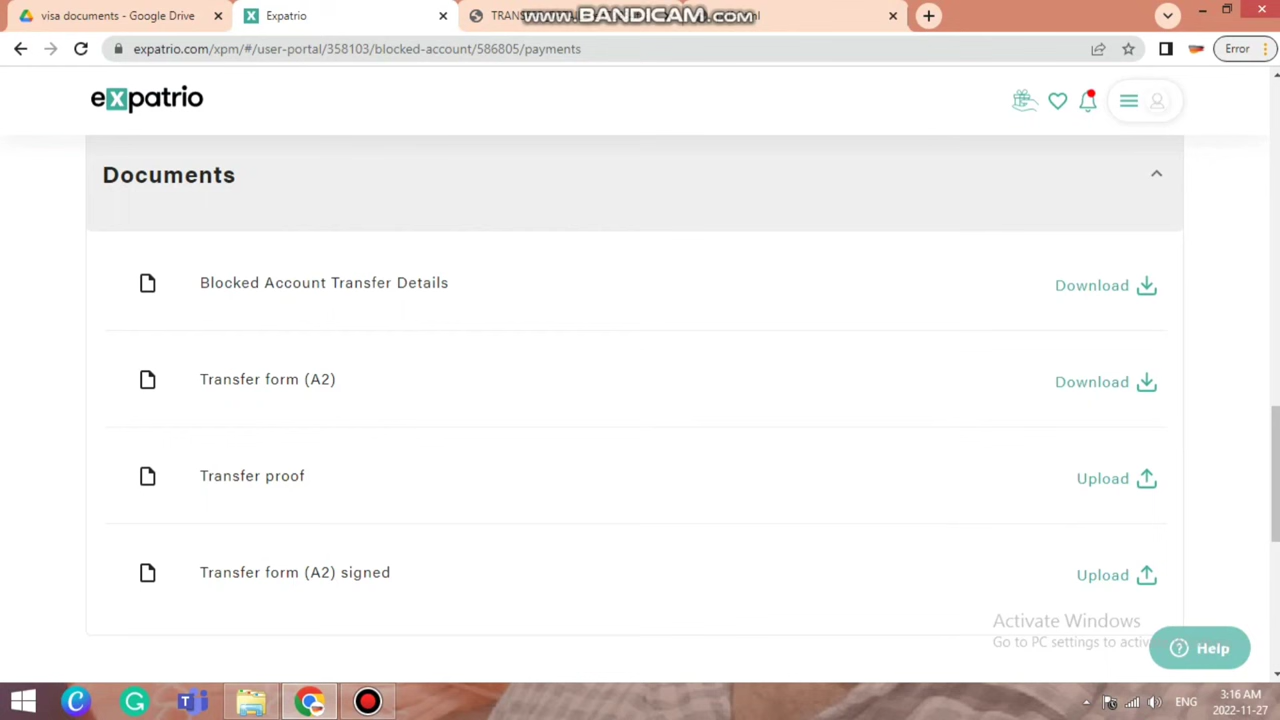 visa documents - Google Drive
Expatrio
TRANS
www.BANDICAM.com
nl
expatrio.com/xpm/#/user-portal/358103/blocked-account/586805/payments
Error
expatrio
Documents
Blocked Account Transfer Details
Download
Transfer form (A2)
Download
Transfer proof
Upload
Transfer form (A2) signed
Upload
Activate Windows
Go to PC settings to activ
Help
ENG
3:16 AM
2022-11-27